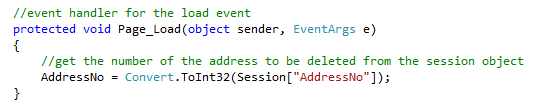 //event handler for the load event
protected void Page_Load(object sender, EventArgs e)
{
//get the number of the address to be deleted from the session object
AddressNo = Convert.ToInt32(Session["AddressNo"]);
}